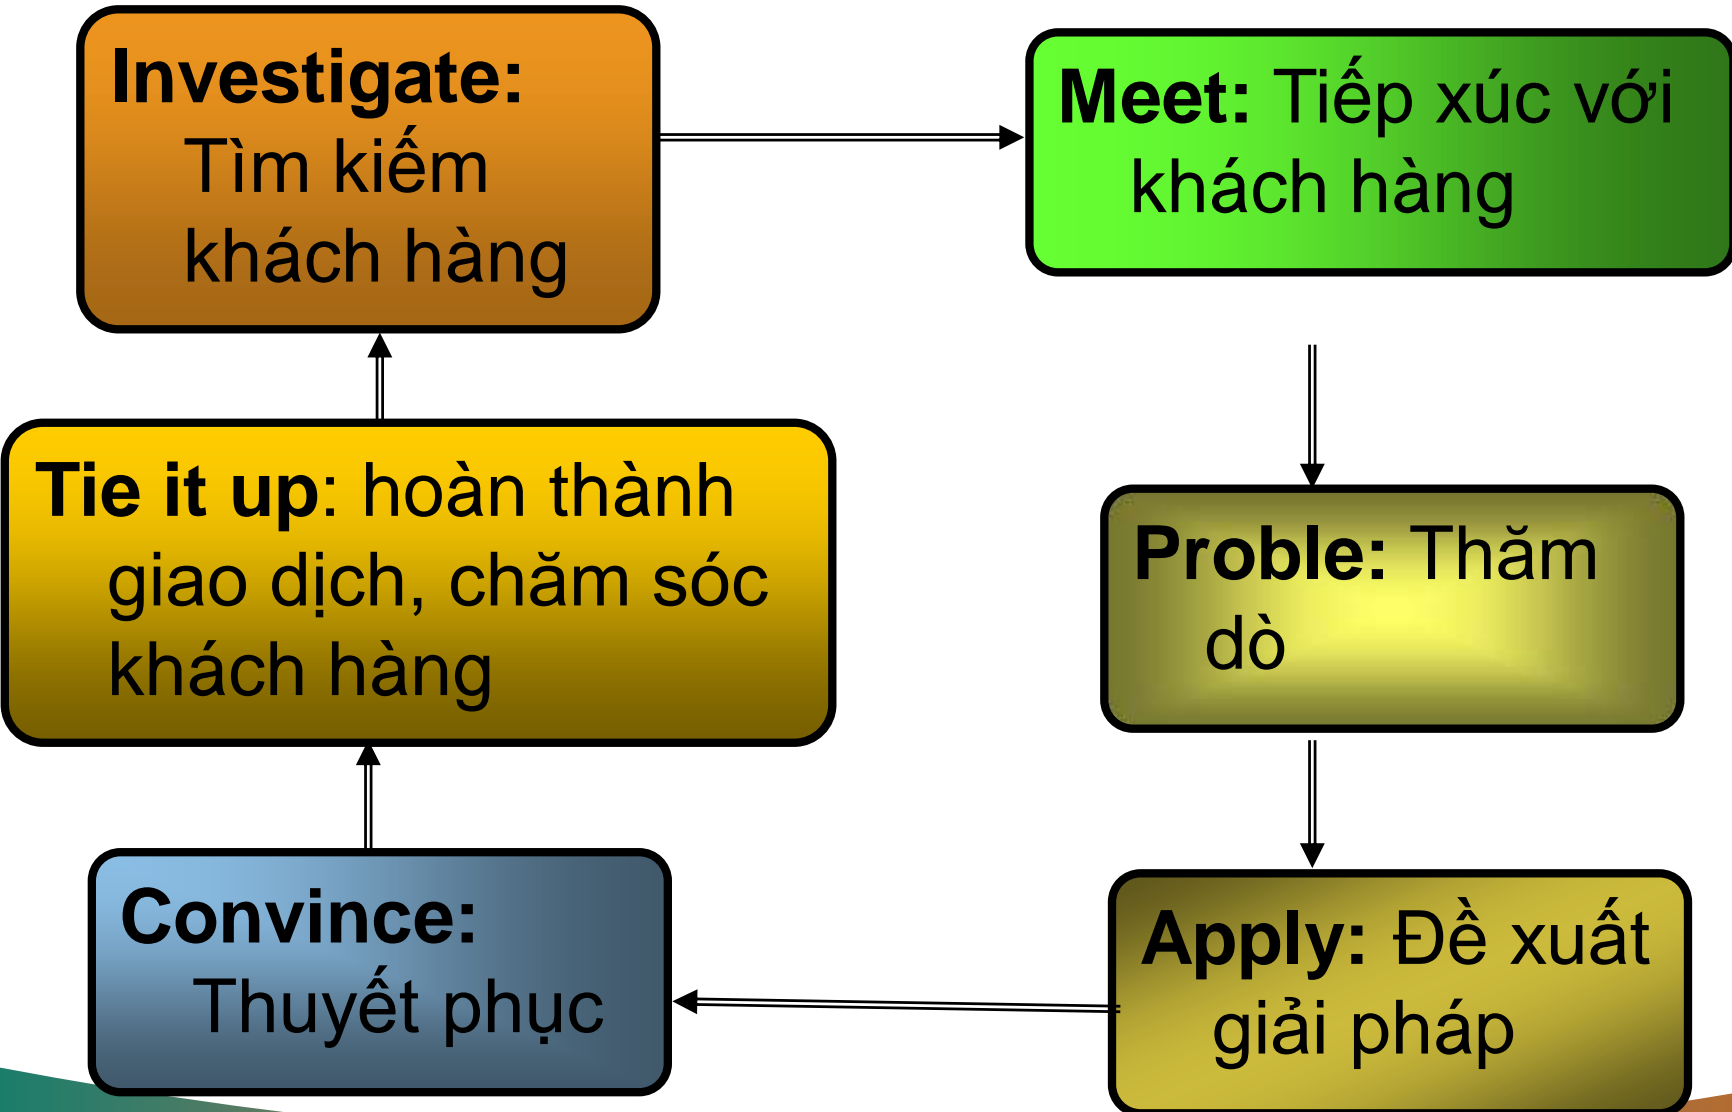 Investigate:
Tìm kiếm
khách hàng
Meet: Tiếp xúc với
khách hàng
Proble: Thăm
dò
Apply: Đề xuất
giải pháp
Convince:
Thuyết phục
Tie it up: hoàn thành
giao dịch, chăm sóc
khách hàng